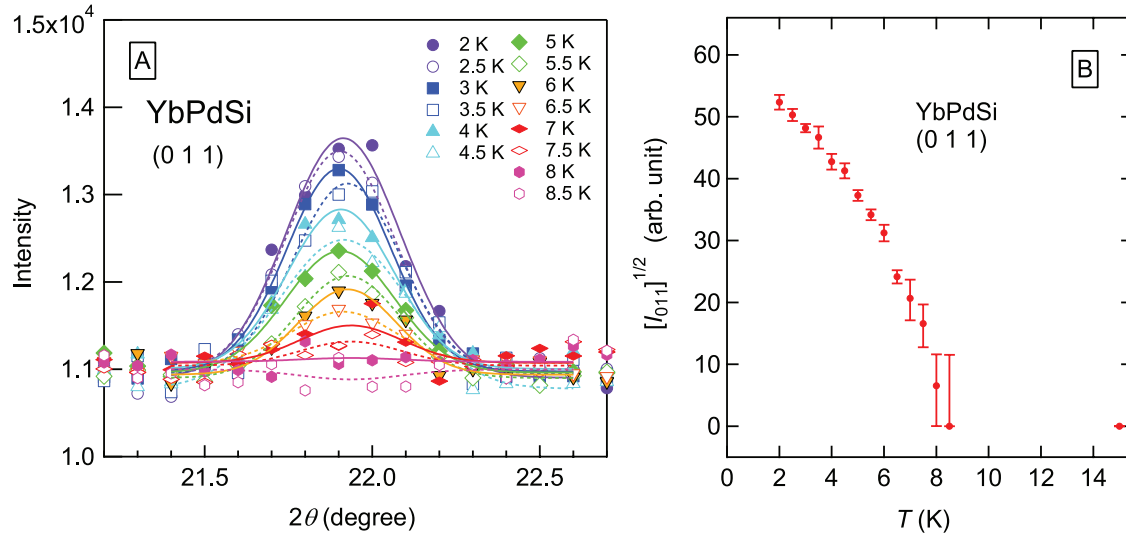 1.5x10⁴
1.4
1.3
1.2
1.1
1.0
Intensity
A
YbPdSi
(0 1 1)
2 K
2.5 K
3 K
3.5 K
4 K
4.5 K
5 K
5.5 K
6 K
6.5 K
7 K
7.5 K
8 K
8.5 K
21.5 22.0 22.5
2θ (degree)
60
50
40
30
20
10
0
[I₀₁₁]¹/² (arb. unit)
B
YbPdSi
(0 1 1)
0 2 4 6 8 10 12 14
T (K)